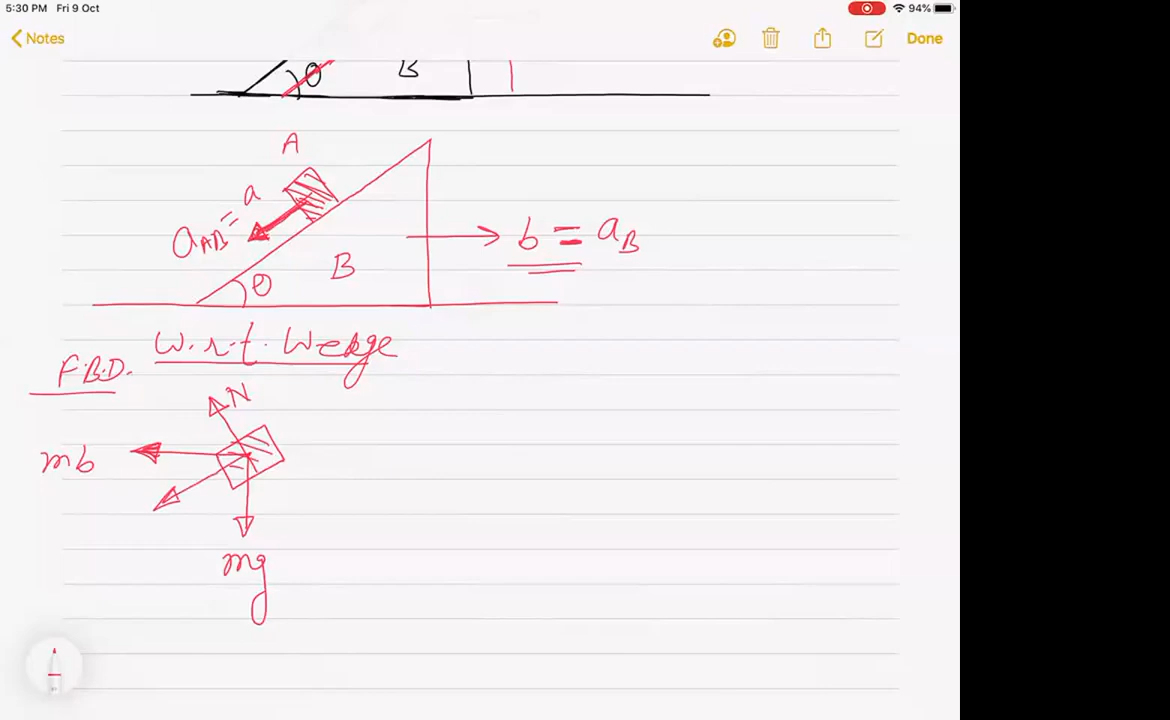 5:30 PM Fri 9 Oct
94%
Notes
Done
θ B
A
a_AB = a
b = a_B
B
θ
W.r.t. Wedge
F.B.D.
N
mb
mg